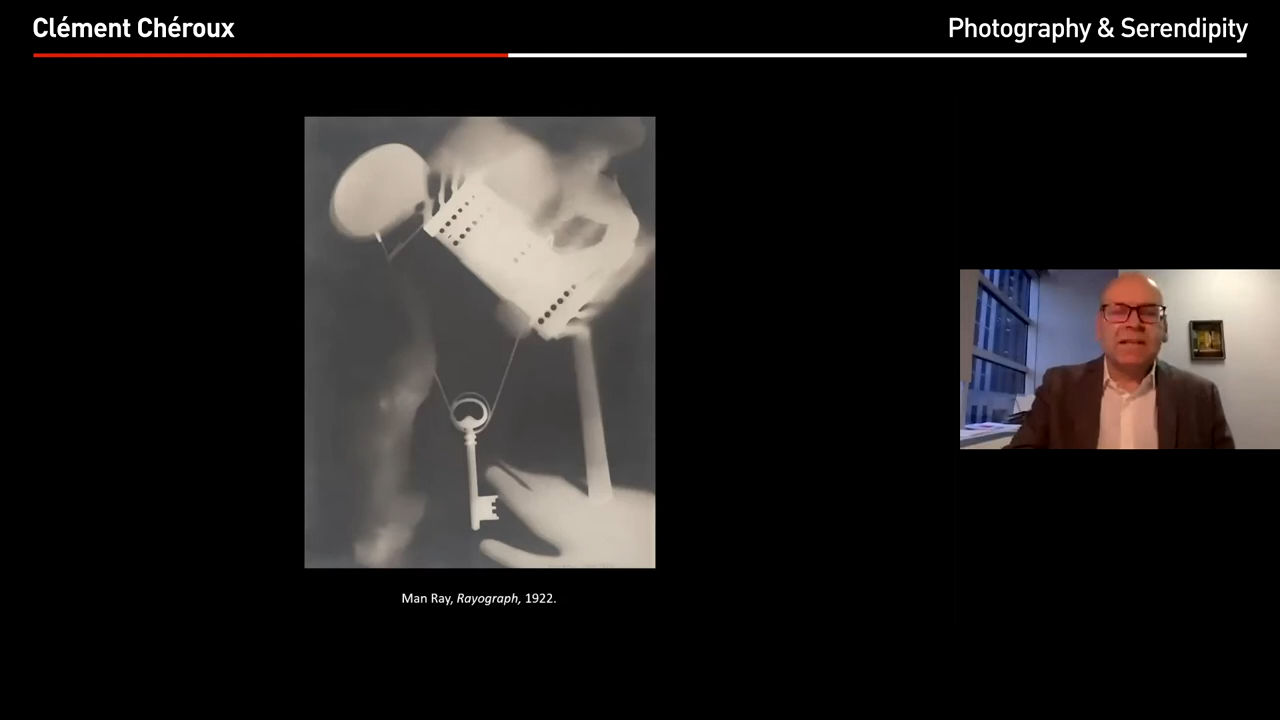 Clément Chéroux
Photography & Serendipity
Man Ray, Rayograph, 1922.